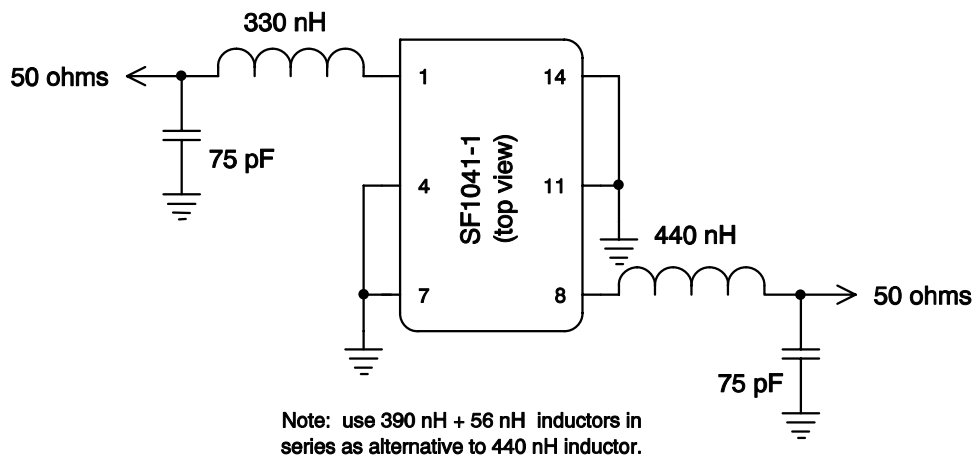 330 nH
50 ohms
1
14
75 pF
SF1041-1
(top view)
4
11
440 nH
7
8
50 ohms
75 pF
Note: use 390 nH + 56 nH inductors in
series as alternative to 440 nH inductor.